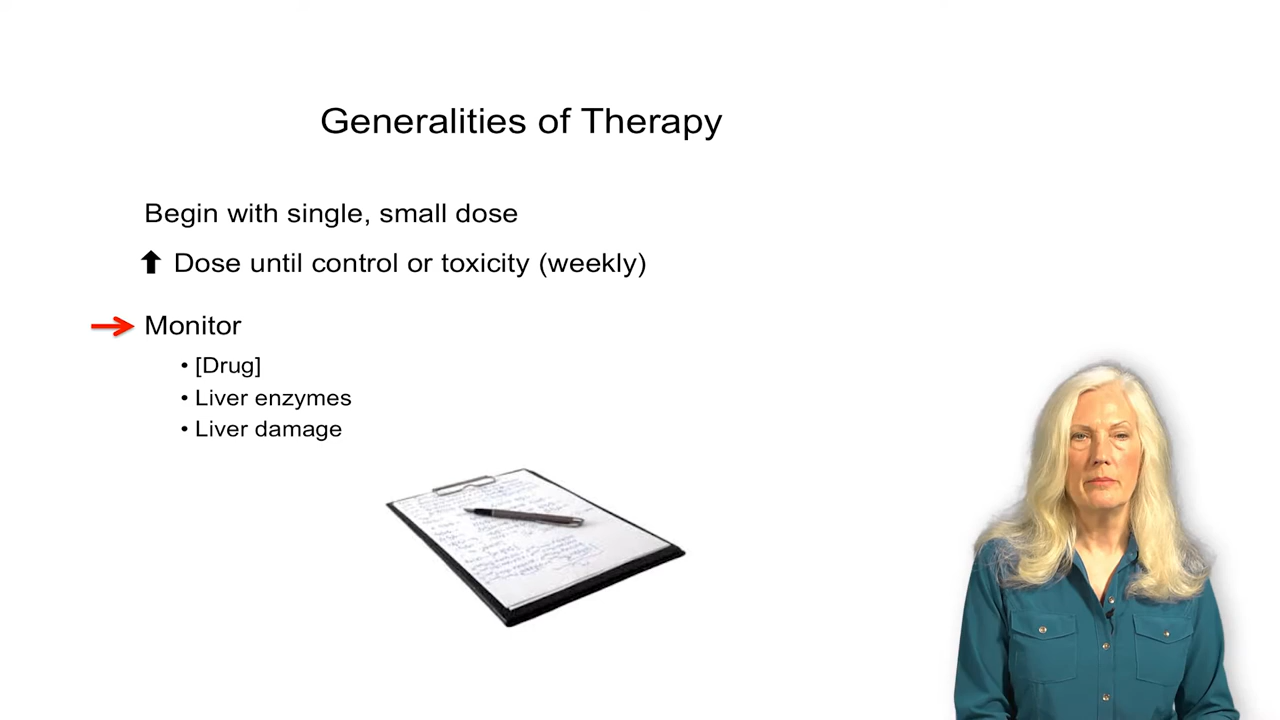 Generalities of Therapy
Begin with single, small dose
⬆ Dose until control or toxicity (weekly)
Monitor
• [Drug]
• Liver enzymes
• Liver damage